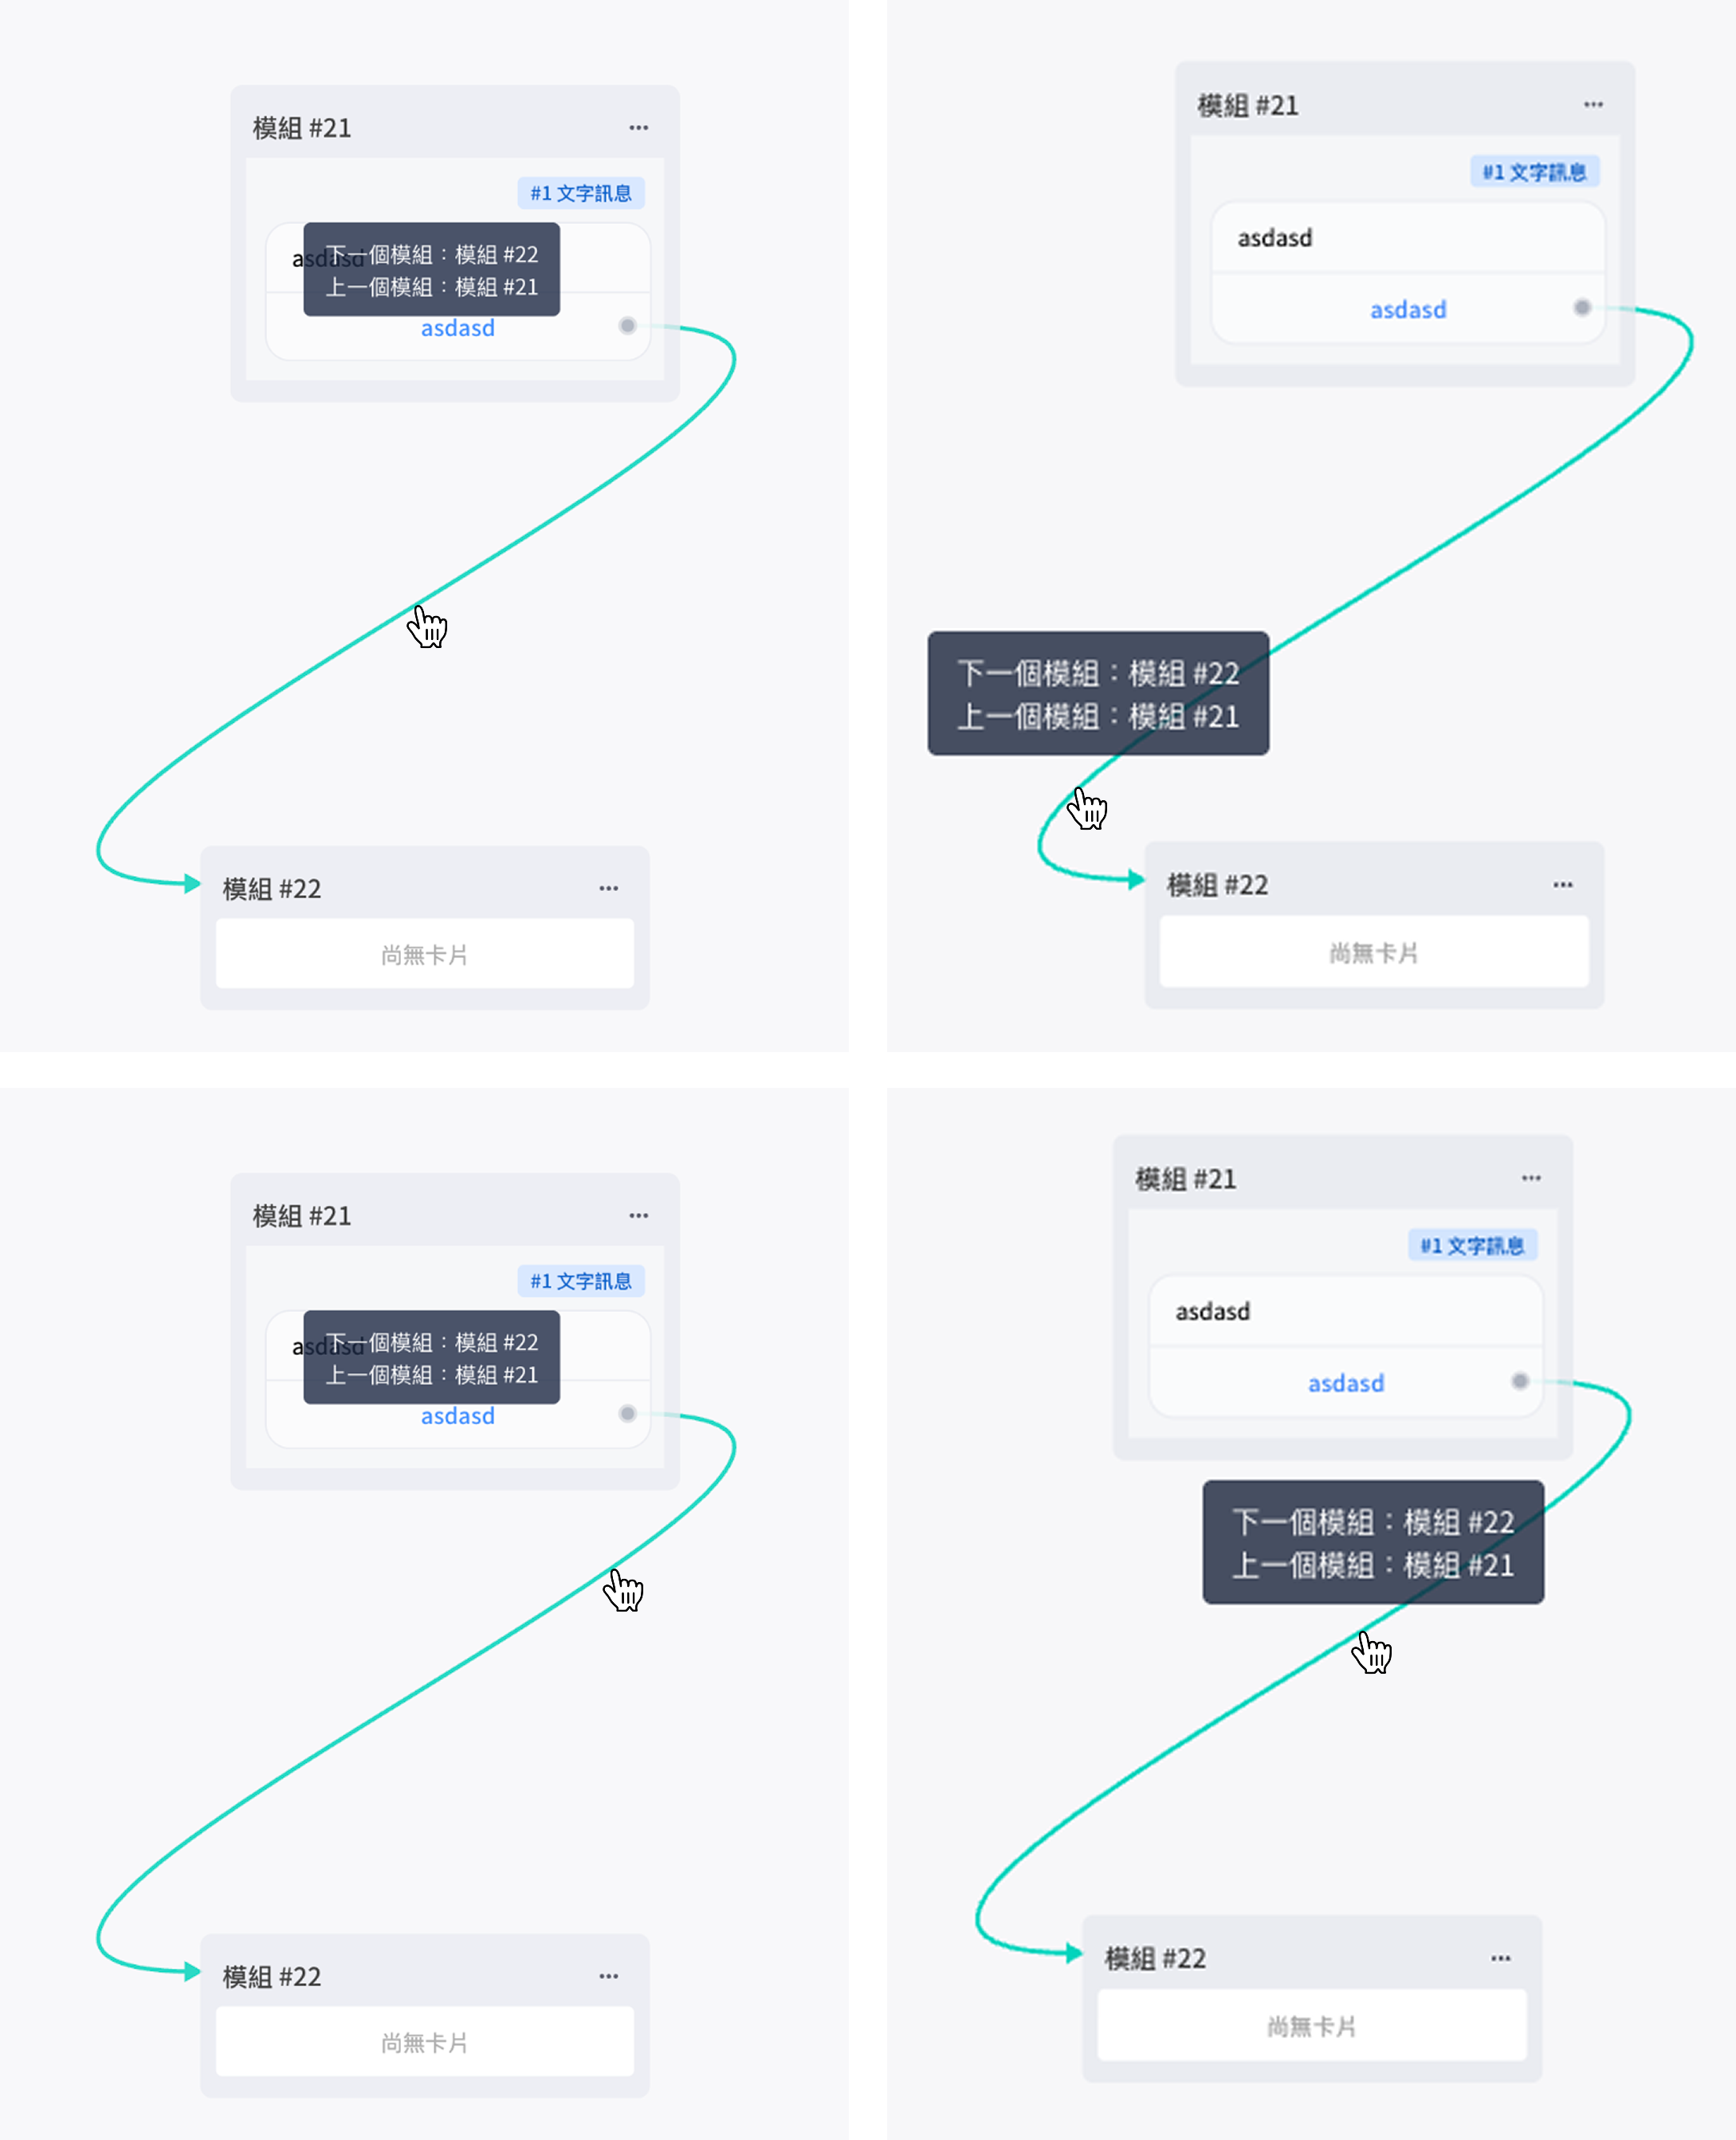 模組 #21
#1 文字訊息
asdasd
下一個模組：模組 #22
上一個模組：模組 #21
asdasd
模組 #22
尚無卡片
模組 #21
#1 文字訊息
asdasd
asdasd
下一個模組：模組 #22
上一個模組：模組 #21
模組 #22
尚無卡片
模組 #21
#1 文字訊息
asdasd
下一個模組：模組 #22
上一個模組：模組 #21
asdasd
模組 #22
尚無卡片
模組 #21
#1 文字訊息
asdasd
asdasd
下一個模組：模組 #22
上一個模組：模組 #21
模組 #22
尚無卡片